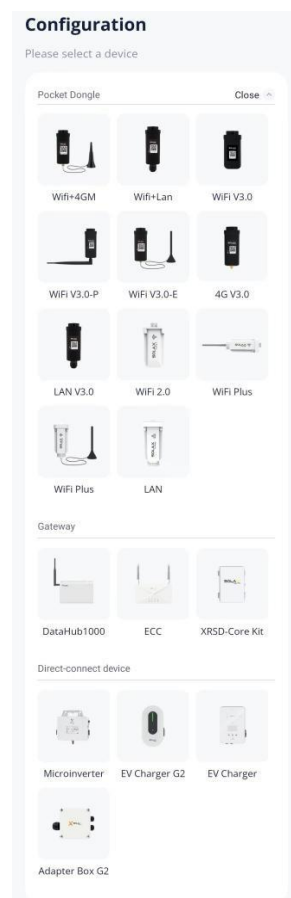 Configuration
Please select a device
Pocket Dongle Close
Wifi+4GM Wifi+Lan WiFi V3.0
WiFi V3.0-P WiFi V3.0-E 4G V3.0
LAN V3.0 WiFi 2.0 WiFi Plus
WiFi Plus LAN
Gateway
DataHub1000 ECC XRSD-Core Kit
Direct-connect device
Microinverter EV Charger G2 EV Charger
Adapter Box G2